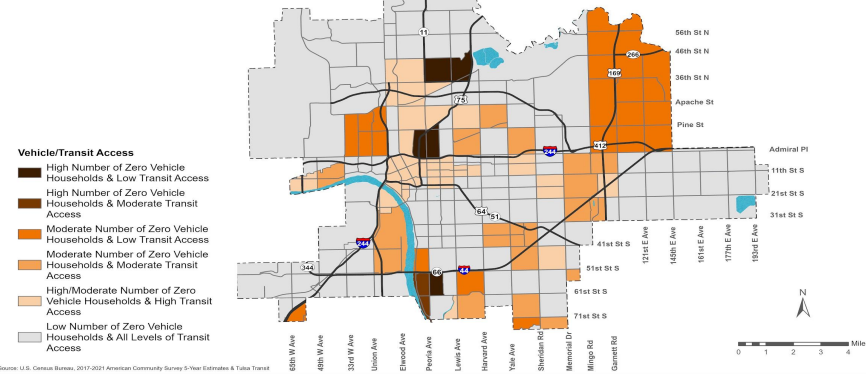 11
56th St N
46th St N
266
169
36th St N
75
Apache St
Pine St
412
244
Admiral Pl
11th St S
21st St S
31st St S
64
51
41st St S
244
344
66
44
51st St S
61st St S
71st St S
Vehicle/Transit Access
High Number of Zero Vehicle
Households & Low Transit Access
High Number of Zero Vehicle
Households & Moderate Transit
Access
Moderate Number of Zero Vehicle
Households & Low Transit Access
Moderate Number of Zero Vehicle
Households & Moderate Transit
Access
High/Moderate Number of Zero
Vehicle Households & High Transit
Access
Low Number of Zero Vehicle
Households & All Levels of Transit
Access
65th W Ave
49th W Ave
33rd W Ave
Union Ave
Elwood Ave
Peoria Ave
Lewis Ave
Harvard Ave
Yale Ave
Sheridan Rd
Memorial Dr
Mingo Rd
Garnett Rd
121st E Ave
145th E Ave
161st E Ave
177th E Ave
193rd E Ave
N
0 1 2 3 4
Mile
Source: U.S. Census Bureau, 2017-2021 American Community Survey 5-Year Estimates & Tulsa Transit